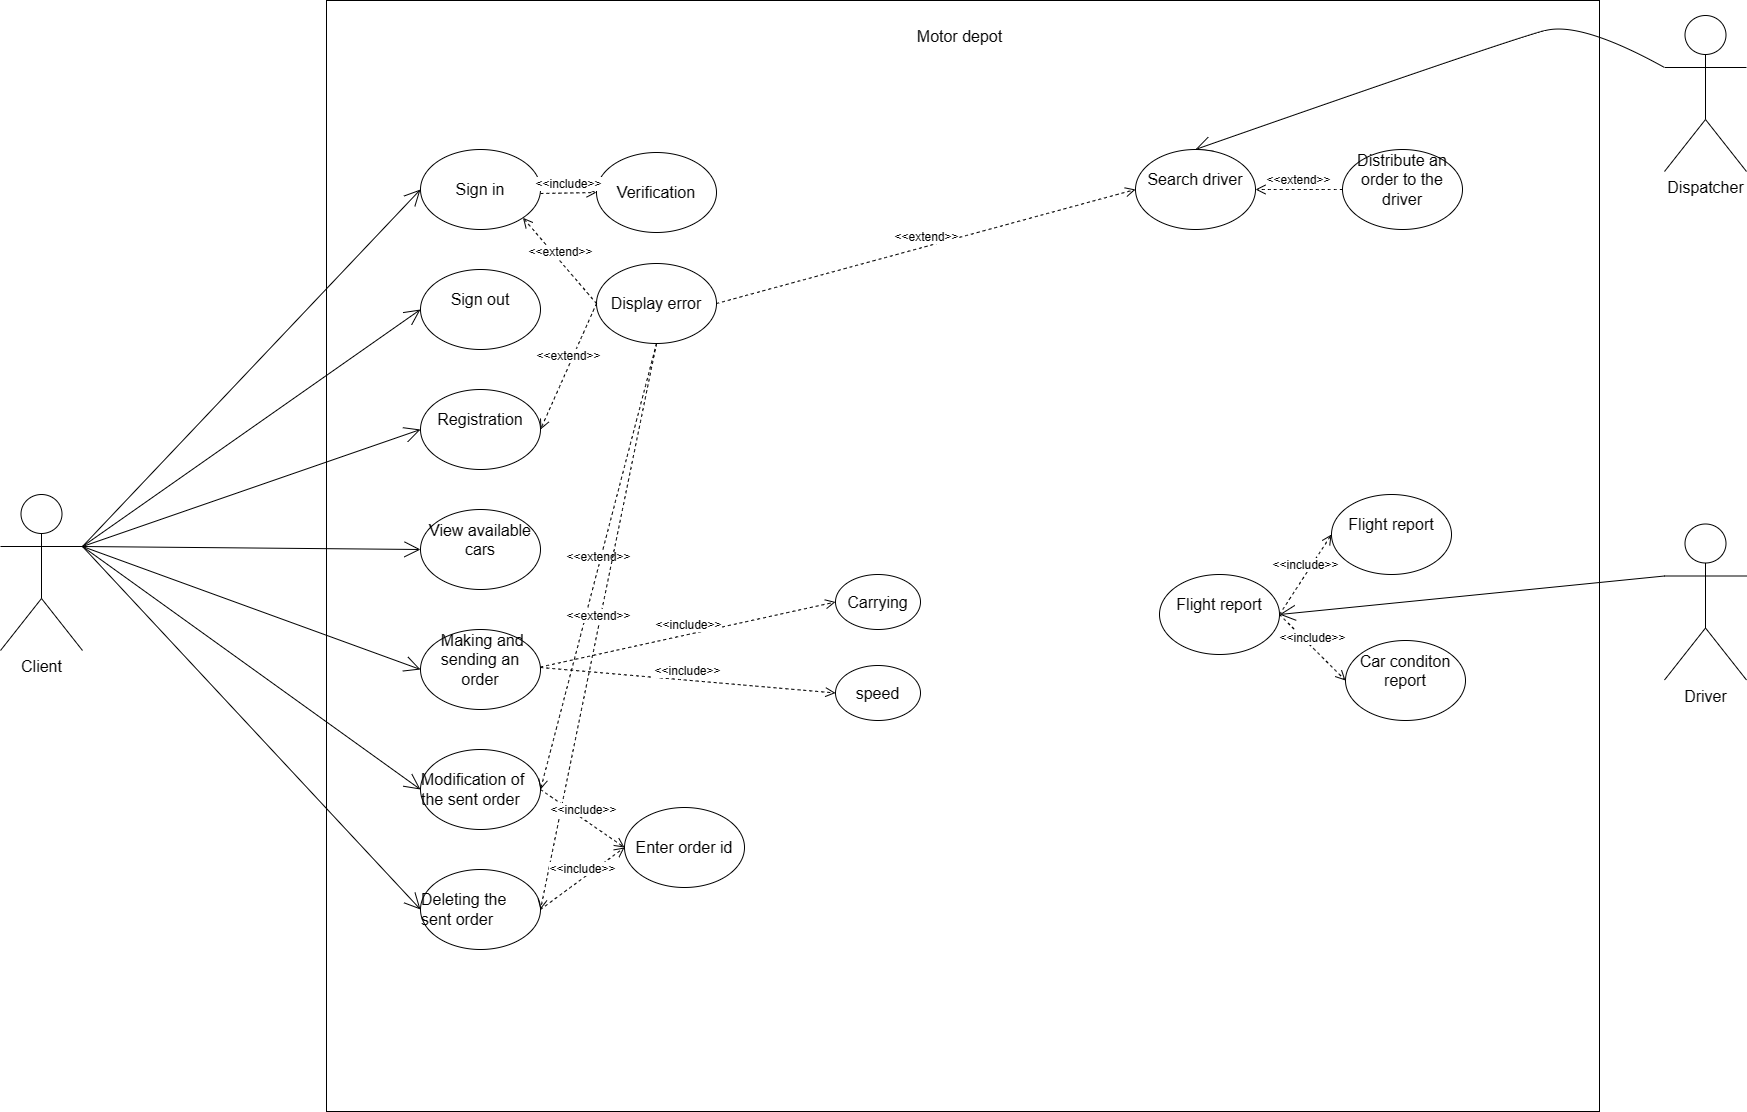 Motor depot
Sign in
<<include>>
Verification
<<extend>>
Sign out
Display error
<<extend>>
<<extend>>
Search driver
<<extend>>
Distribute an
order to the
driver
Dispatcher
Registration
View available
cars
<<extend>>
<<extend>>
Client
Making and
sending an
order
<<include>>
Carrying
<<include>>
speed
Flight report
<<include>>
Flight report
<<include>>
Car conditon
report
Driver
Modification of
the sent order
<<include>>
Enter order id
<<include>>
Deleting the
sent order